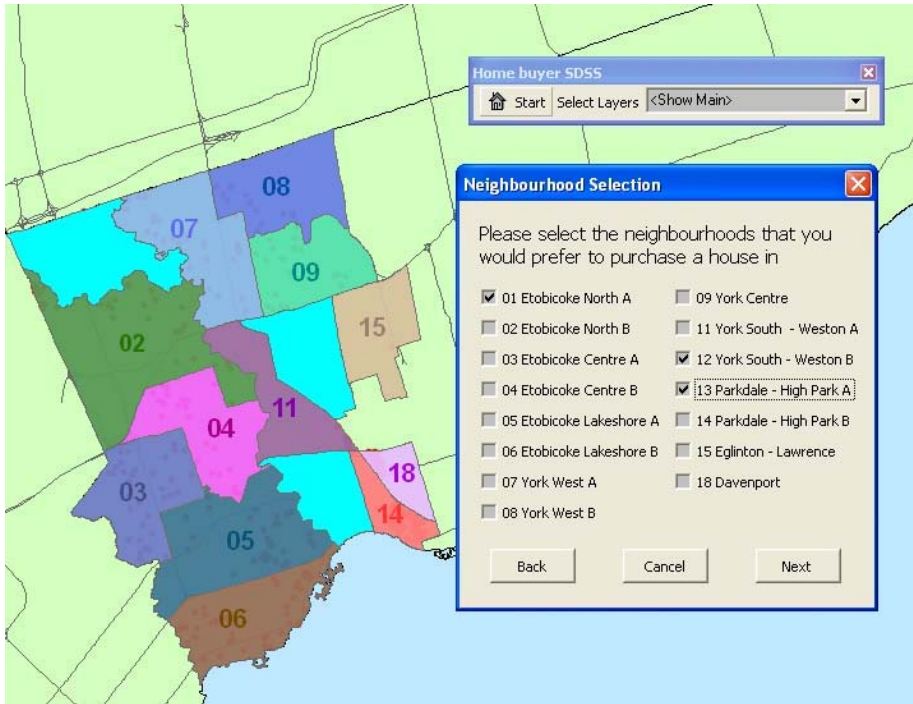 Home buyer SDSS
Start Select Layers <Show Main>
Neighbourhood Selection
Please select the neighbourhoods that you
would prefer to purchase a house in
01 Etobicoke North A
02 Etobicoke North B
03 Etobicoke Centre A
04 Etobicoke Centre B
05 Etobicoke Lakeshore A
06 Etobicoke Lakeshore B
07 York West A
08 York West B
09 York Centre
11 York South - Weston A
12 York South - Weston B
13 Parkdale - High Park A
14 Parkdale - High Park B
15 Eglinton - Lawrence
18 Davenport
Back Cancel Next
08
07
09
15
02
11
04
18
03
14
05
06